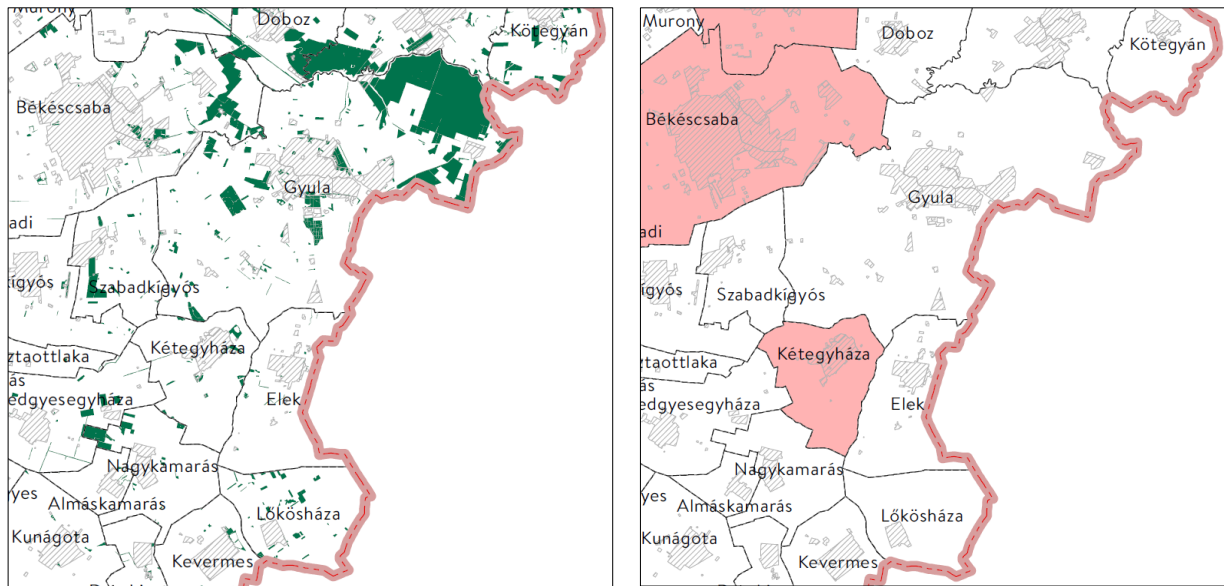 Murony
Doboz
Kötegyán
Békéscsaba
Gyula
adi
kígyós
Szabadkígyós
Kétegyháza
ztaottlaka
ás
edgyesegyháza
Elek
Nagykamarás
yes
Almáskamarás
Lőkösháza
Kunágota
Kevermes
Murony
Doboz
Kötegyán
Békéscsaba
Gyula
adi
ígyós
Szabadkígyós
Kétegyháza
ztaottlaka
ás
edgyesegyháza
Elek
Nagykamarás
yes
Almáskamarás
Lőkösháza
Kunágota
Kevermes